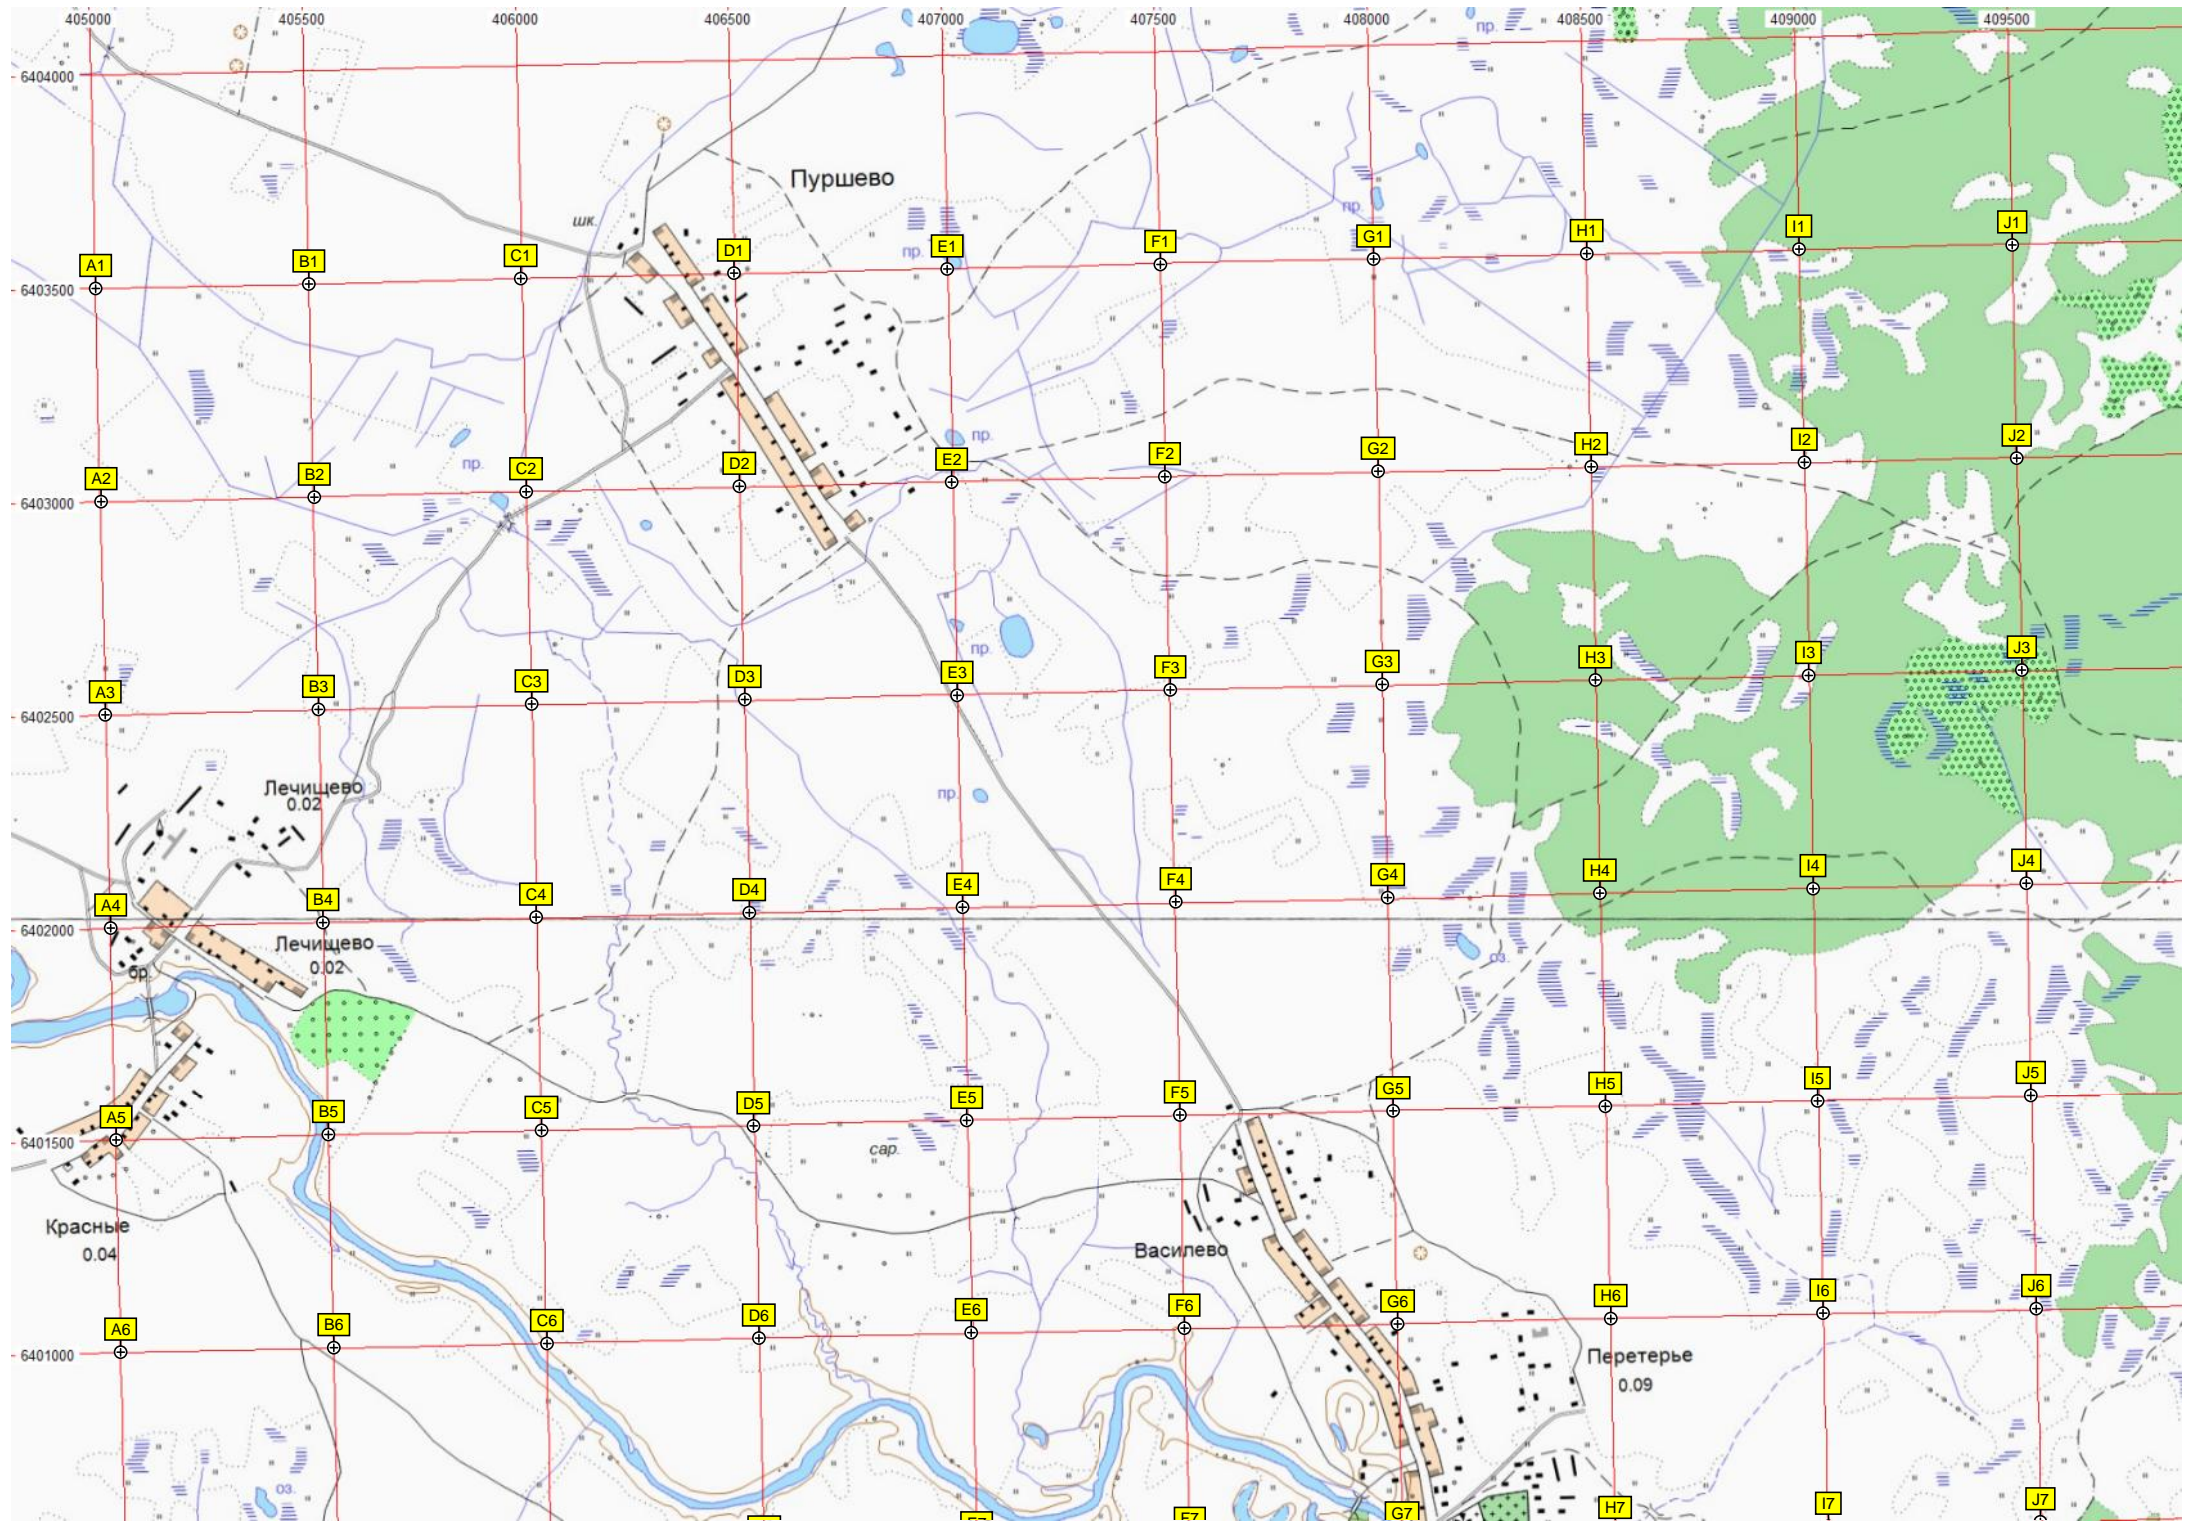 405000 405500 406000 406500 407000 407500 408000 408500 409000 409500
пр.
6404000
Пуршево
шк.
пр.
A1 B1 C1 D1 E1 F1 G1 H1 I1 J1
пр.
6403500
пр.
A2 B2 C2 D2 E2 F2 G2 H2 I2 J2
пр.
6403000
пр.
A3 B3 C3 D3 E3 F3 G3 H3 I3 J3
6402500
Лечищево
0.02
пр.
A4 B4 C4 D4 E4 F4 G4 H4 I4 J4
6402000
Лечищево
0.02
бр.
оз.
A5 B5 C5 D5 E5 F5 G5 H5 I5 J5
6401500
сар.
Красные
0.04
Василево
A6 B6 C6 D6 E6 F6 G6 H6 I6 J6
6401000
Перетерье
0.09
оз.
E7 F7 G7 H7 I7 J7